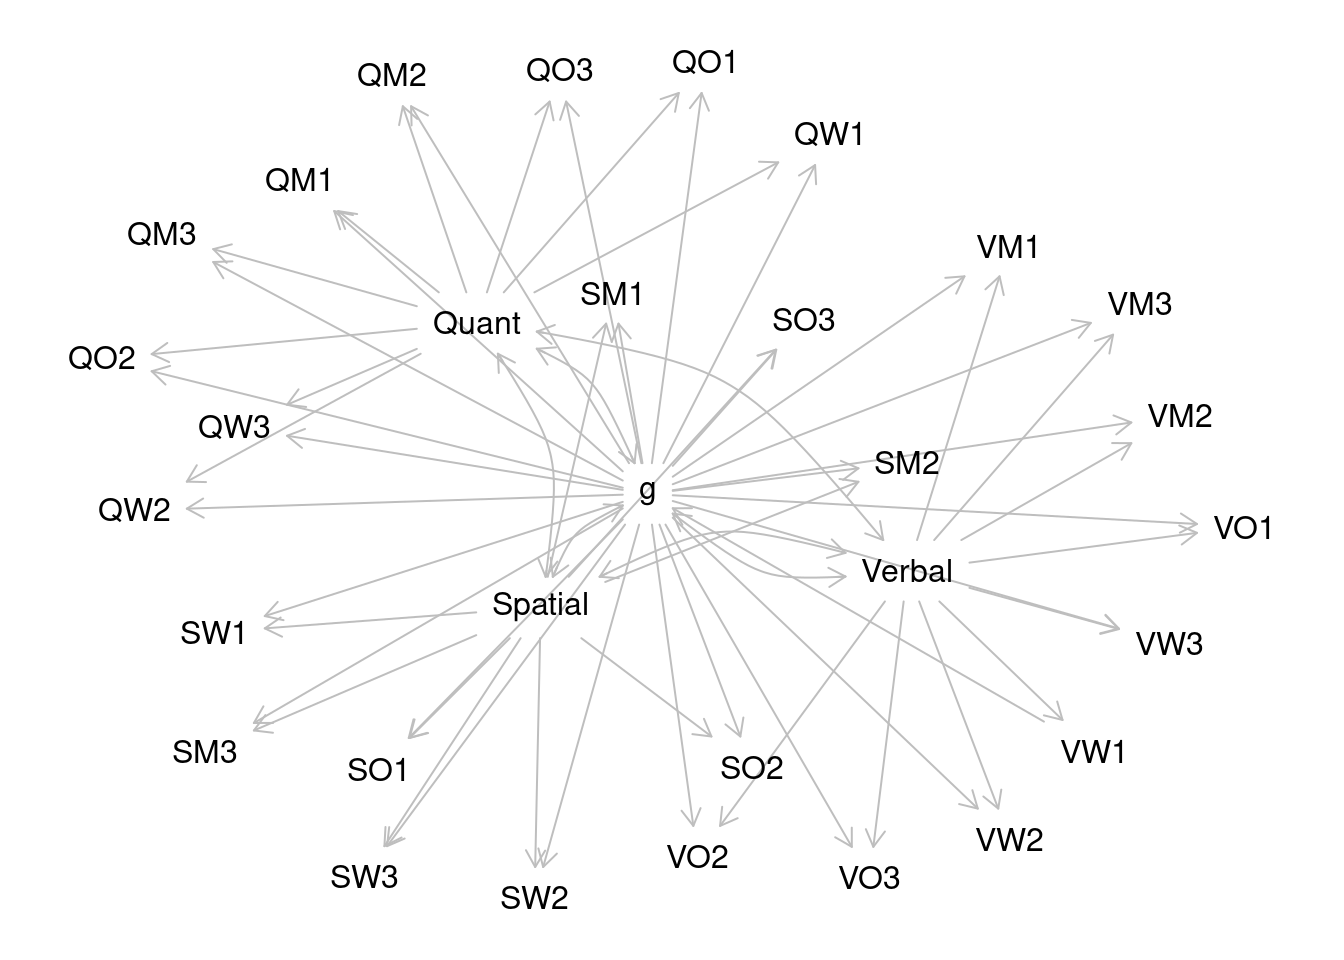 QO1
QO3
QM2
QW1
QM1
QM3
VM1
SM1
VM3
SO3
Quant
QO2
VM2
QW3
SM2
g
QW2
VO1
Verbal
Spatial
SW1
VW3
SM3
VW1
SO2
SO1
VW2
VO2
SW3
VO3
SW2